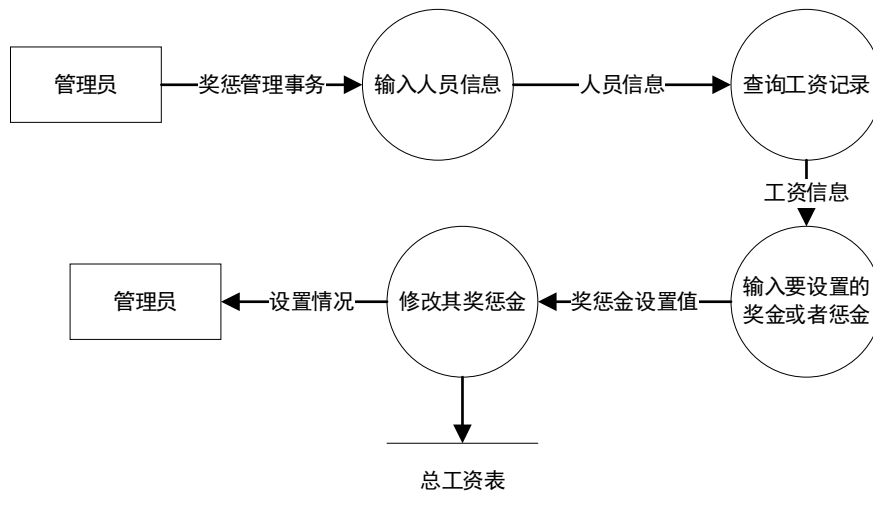 管理员
奖惩管理事务
输入人员信息
人员信息
查询工资记录
工资信息
管理员
设置情况
修改其奖惩金
奖惩金设置值
输入要设置的
奖金或者惩金
总工资表